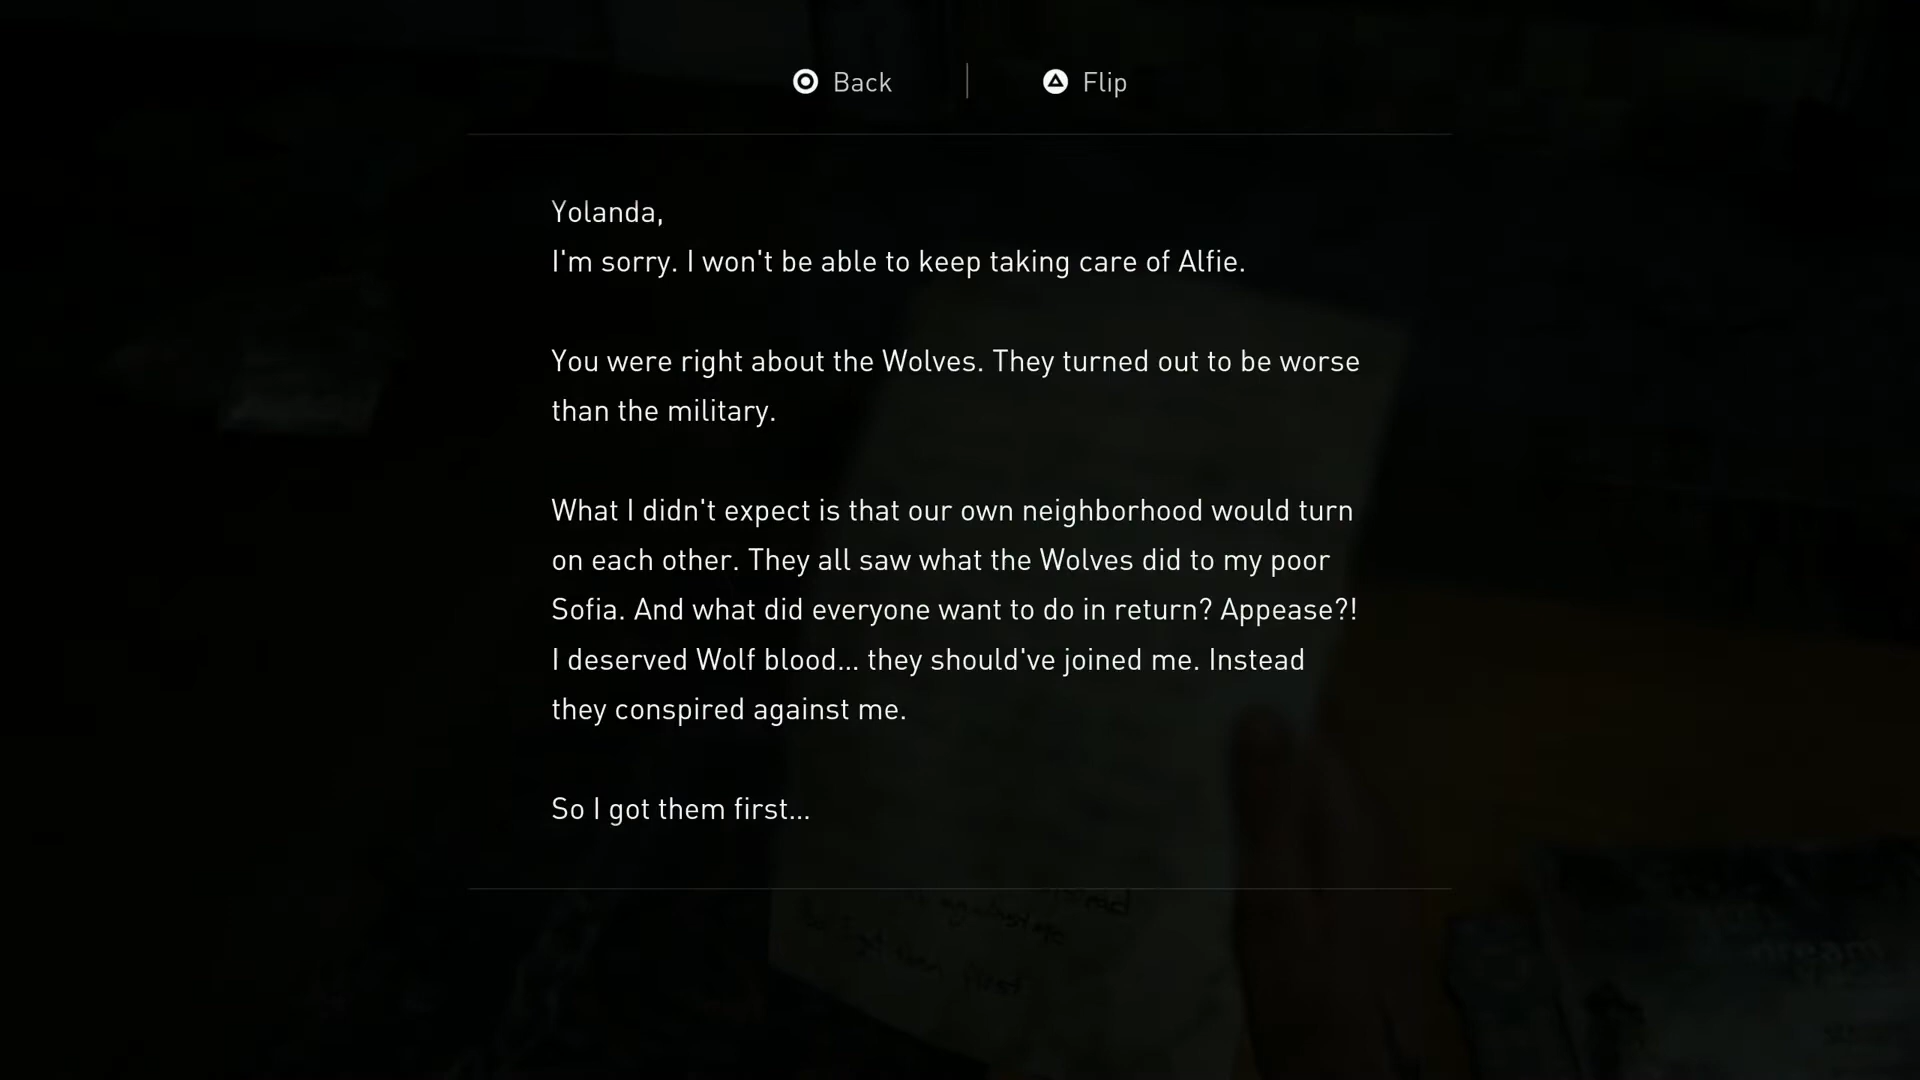 Back
Flip
Yolanda,
I'm sorry. I won't be able to keep taking care of Alfie.
You were right about the Wolves. They turned out to be worse
than the military.
What I didn't expect is that our own neighborhood would turn
on each other. They all saw what the Wolves did to my poor
Sofia. And what did everyone want to do in return? Appease?!
I deserved Wolf blood... they should've joined me. Instead
they conspired against me.
So I got them first...